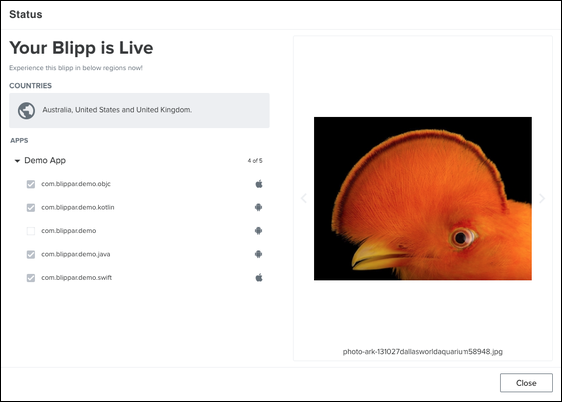 Status
Your Blipp is Live
Experience this blipp in below regions now!
COUNTRIES
Australia, United States and United Kingdom.
APPS
Demo App
4 of 5
com.blippar.demo.objc
com.blippar.demo.kotlin
com.blippar.demo
com.blippar.demo.java
com.blippar.demo.swift
photo-ark-131027dallasworldaquarium58948.jpg
Close